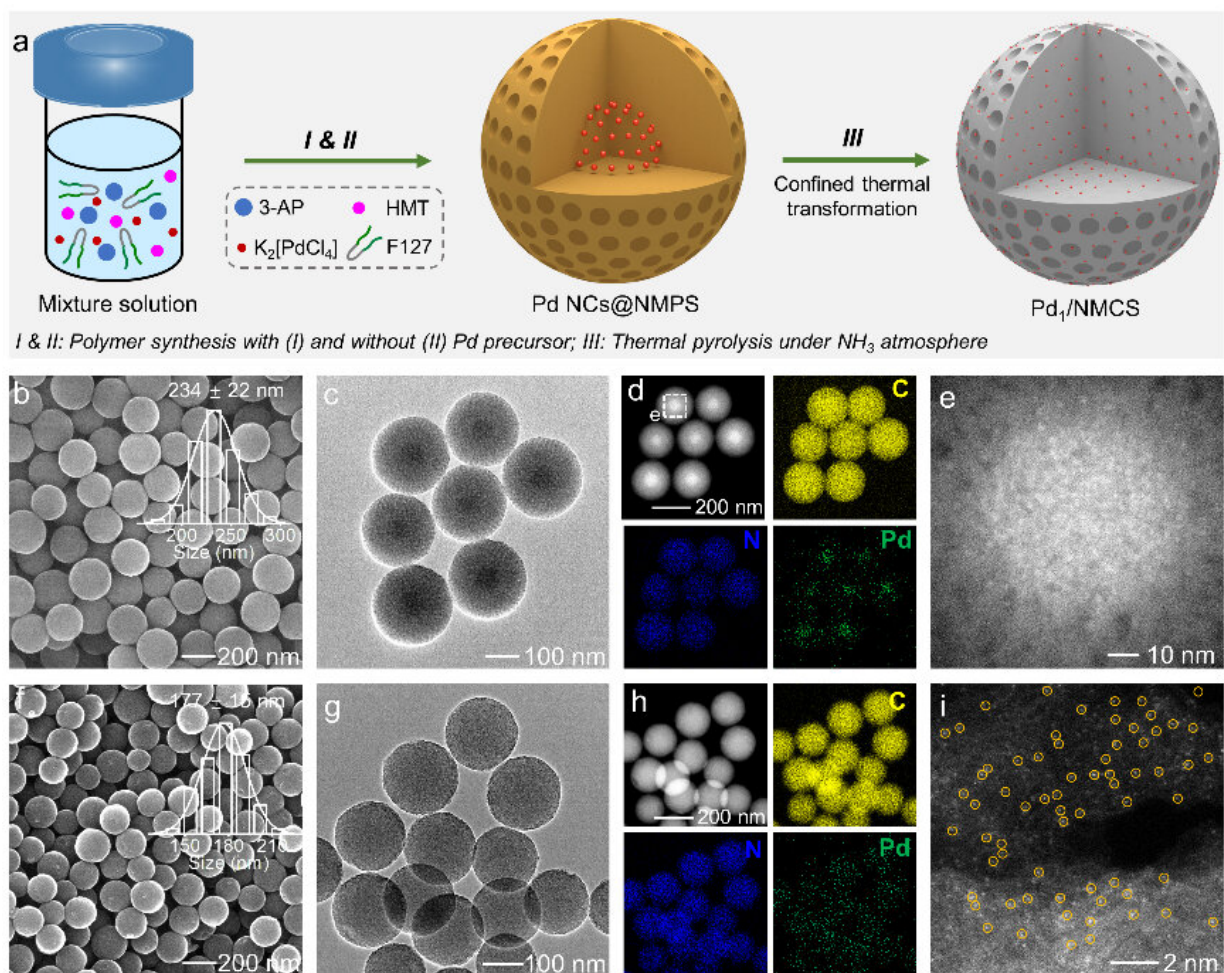 a
I & II
III
3-AP
HMT
K₂[PdCl₄]
F127
Confined thermal
transformation
Mixture solution
Pd NCs@NMPS
Pd₁/NMCS
I & II: Polymer synthesis with (I) and without (II) Pd precursor; III: Thermal pyrolysis under NH₃ atmosphere
b
234 ± 22 nm
200 250 300
Size (nm)
200 nm
c
100 nm
d
e
200 nm
C
N
Pd
e
10 nm
f
177 ± 16 nm
150 180 210
Size (nm)
200 nm
g
100 nm
h
200 nm
C
N
Pd
i
2 nm